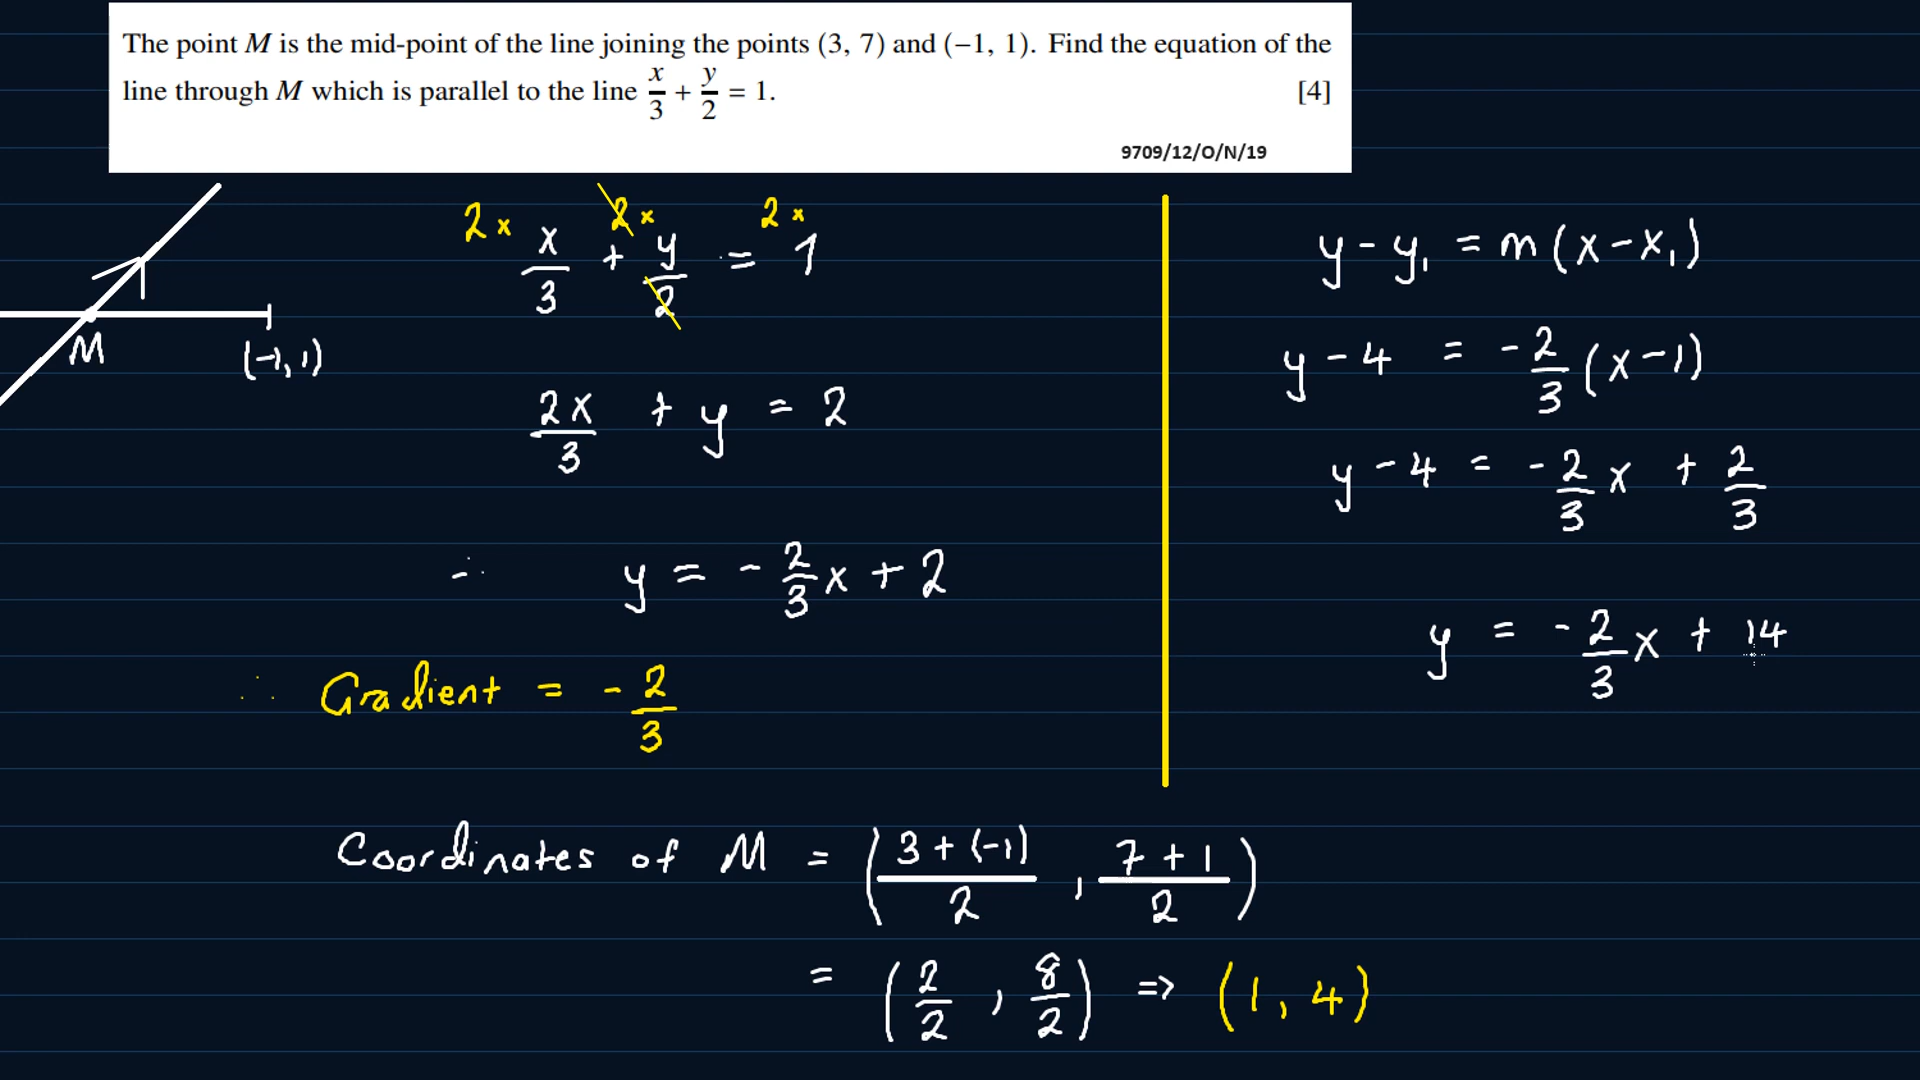 The point M is the mid-point of the line joining the points (3, 7) and (−1, 1). Find the equation of the
line through M which is parallel to the line x/3 + y/2 = 1. [4]
9709/12/O/N/19
M
(-1, 1)
2× x/3 + 2× y/2 = 2× 1
2x/3 + y = 2
∴ y = -2/3 x + 2
∴ Gradient = -2/3
y - y₁ = m(x - x₁)
y - 4 = -2/3 (x - 1)
y - 4 = -2/3 x + 2/3
y = -2/3 x + 14
Coordinates of M = (3 + (-1)/2 , 7 + 1/2)
= (2/2 , 8/2) => (1, 4)